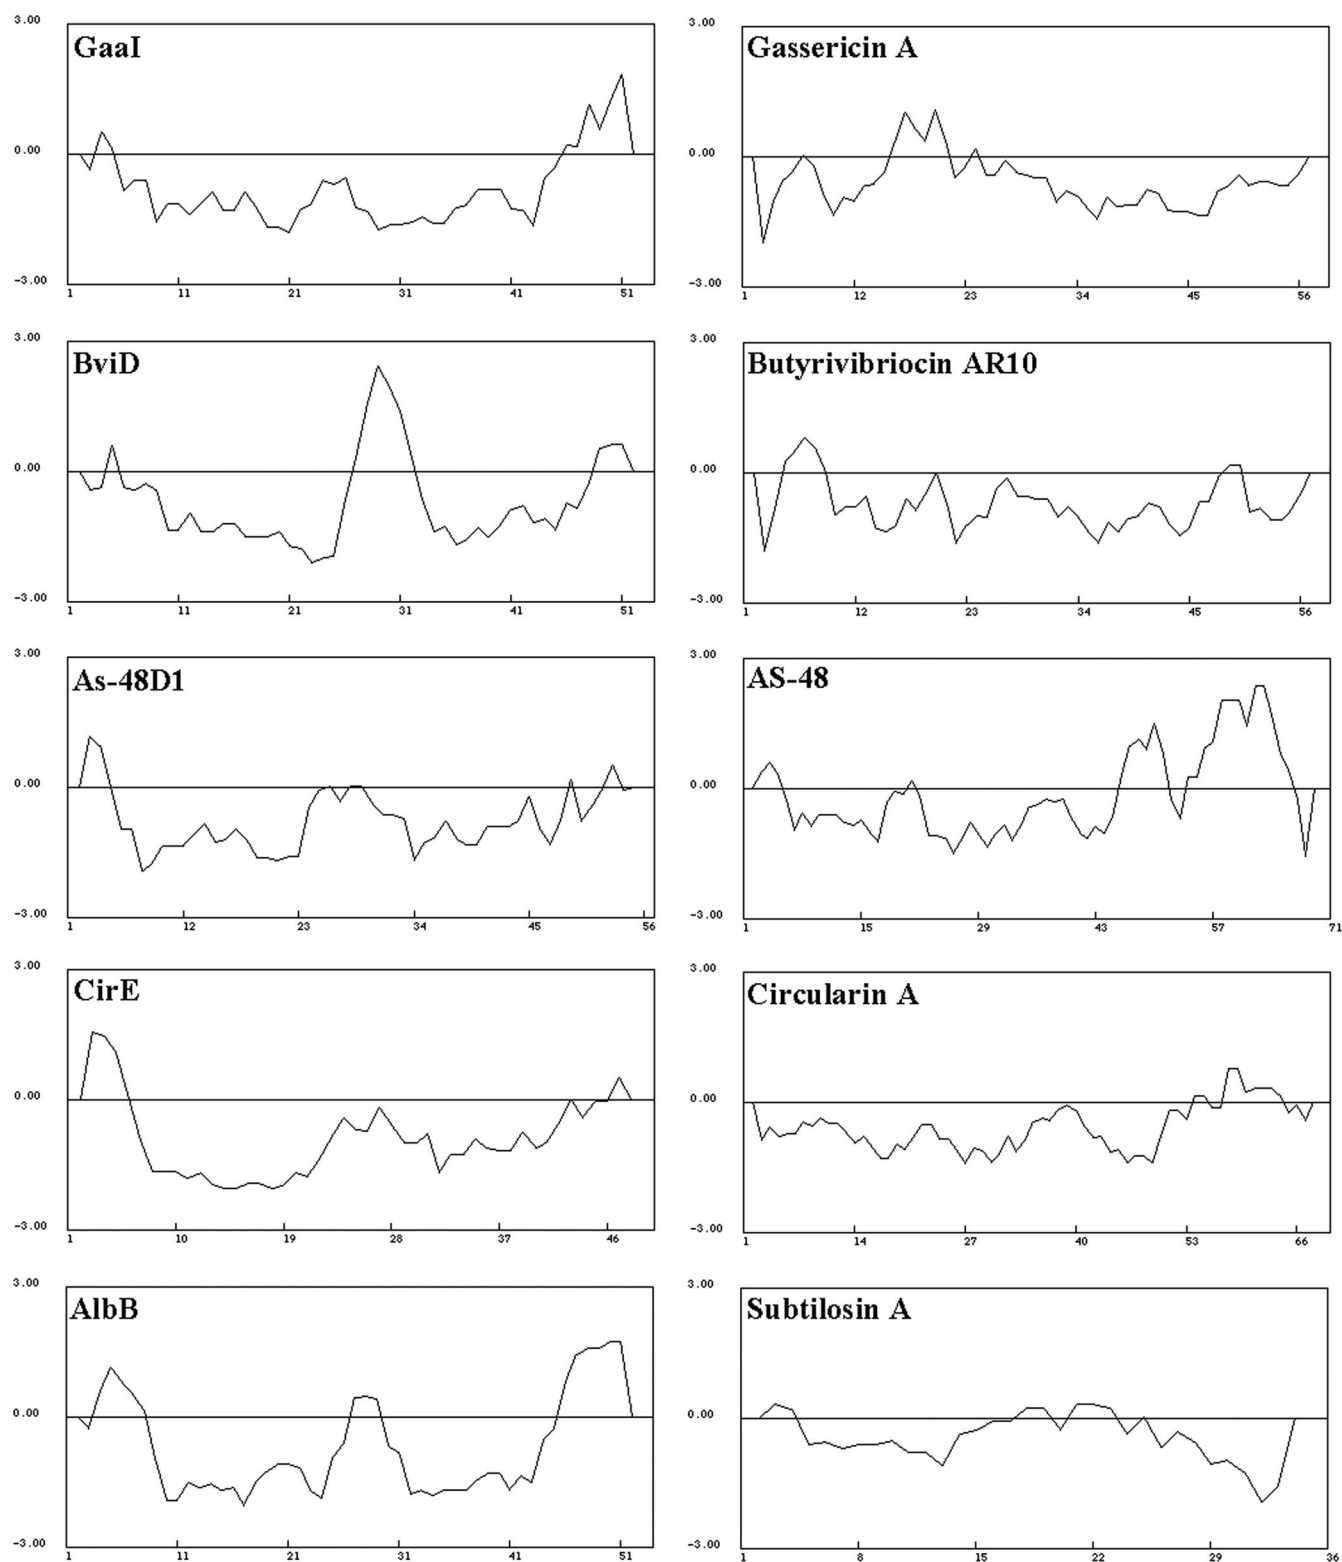 3.00
GaaI
0.00
-3.00
1 11 21 31 41 51
3.00
Gassericin A
0.00
-3.00
1 12 23 34 45 56
3.00
BviD
0.00
-3.00
1 11 21 31 41 51
3.00
Butyrivibriocin AR10
0.00
-3.00
1 12 23 34 45 56
3.00
As-48D1
0.00
-3.00
1 12 23 34 45 56
3.00
AS-48
0.00
-3.00
1 15 29 43 57 71
3.00
CirE
0.00
-3.00
1 10 19 28 37 46
3.00
Circularin A
0.00
-3.00
1 14 27 40 53 66
3.00
AlbB
0.00
-3.00
1 11 21 31 41 51
3.00
Subtilosin A
0.00
-3.00
1 8 15 22 29 36